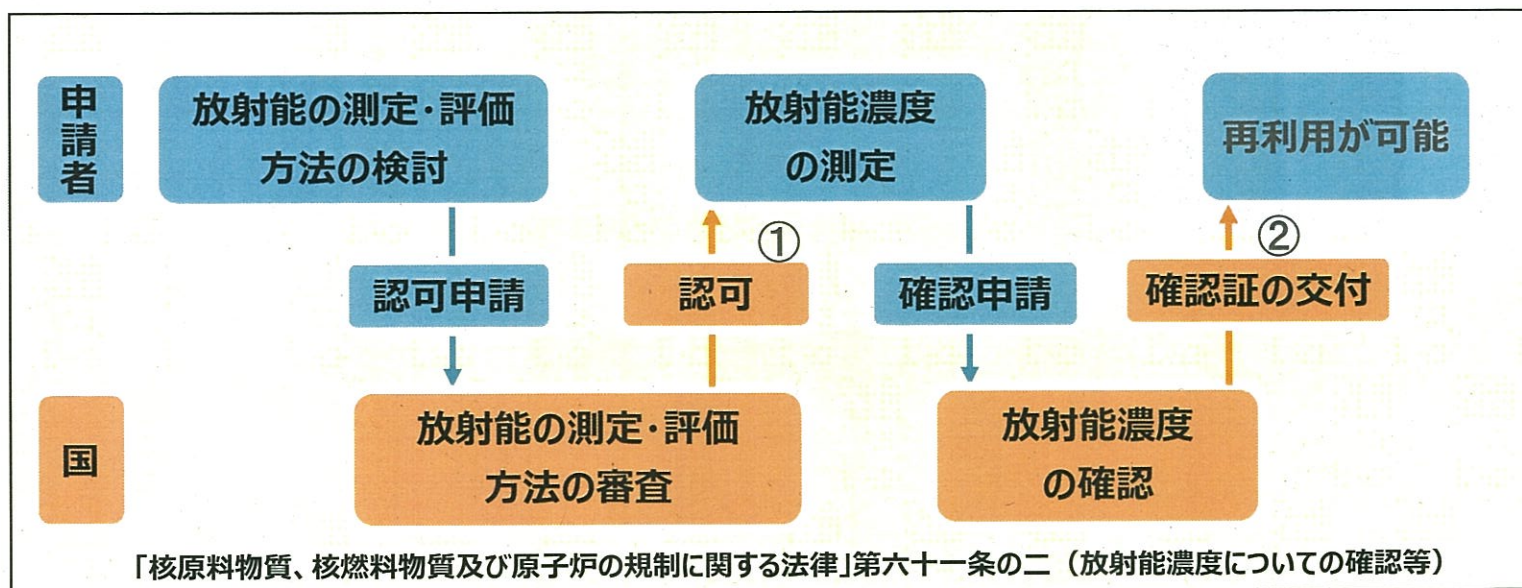 申請者
放射能の測定･評価
方法の検討
放射能濃度
の測定
再利用が可能
①
②
認可申請
認可
確認申請
確認証の交付
国
放射能の測定･評価
方法の審査
放射能濃度
の確認
「核原料物質、核燃料物質及び原子炉の規制に関する法律」第六十一条の二（放射能濃度についての確認等）